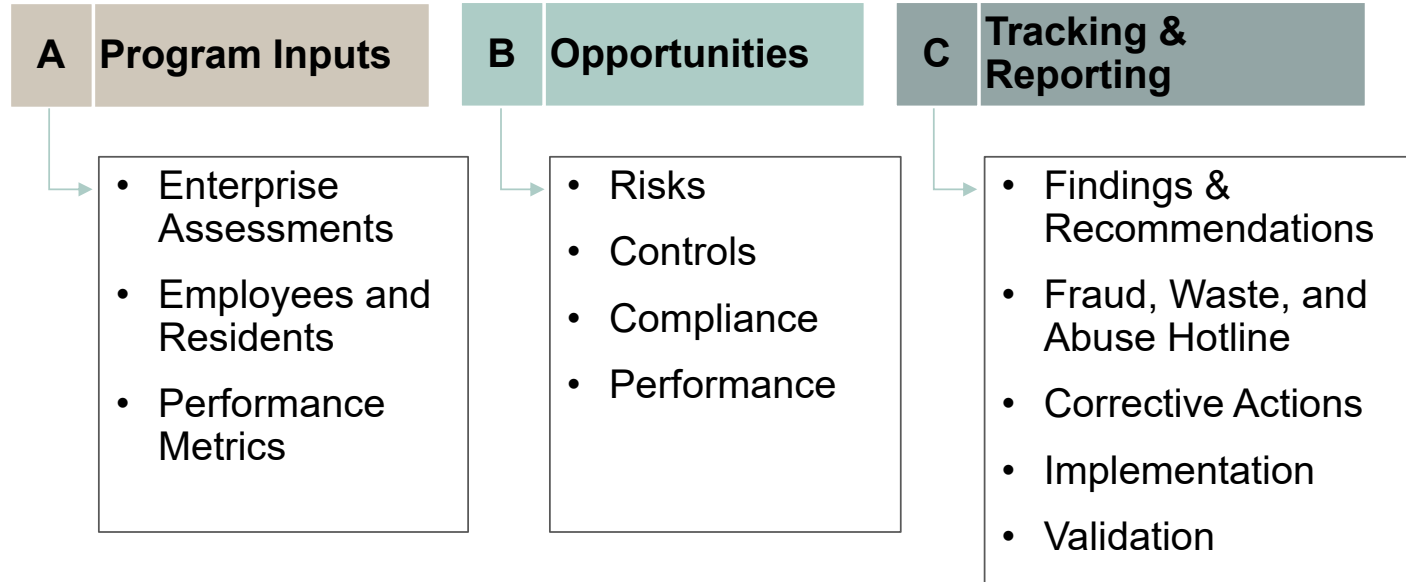 A Program Inputs
• Enterprise
Assessments
• Employees and
Residents
• Performance
Metrics
B Opportunities
• Risks
• Controls
• Compliance
• Performance
C Tracking &
Reporting
• Findings &
Recommendations
• Fraud, Waste, and
Abuse Hotline
• Corrective Actions
• Implementation
• Validation